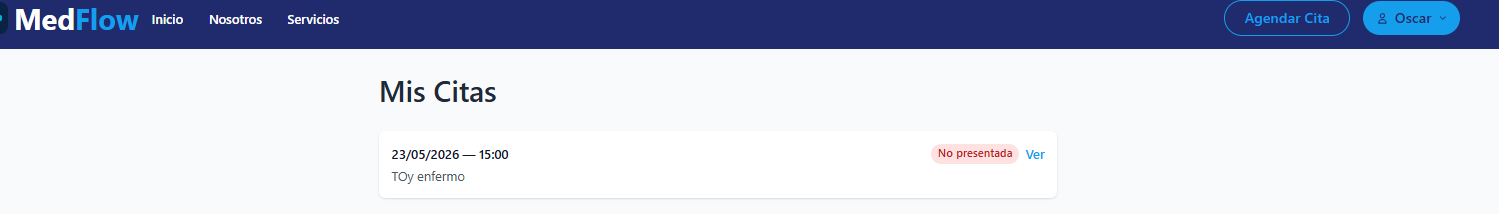 MedFlow Inicio Nosotros Servicios Agendar Cita Oscar
Mis Citas
23/05/2026 — 15:00 No presentada Ver
TOy enfermo